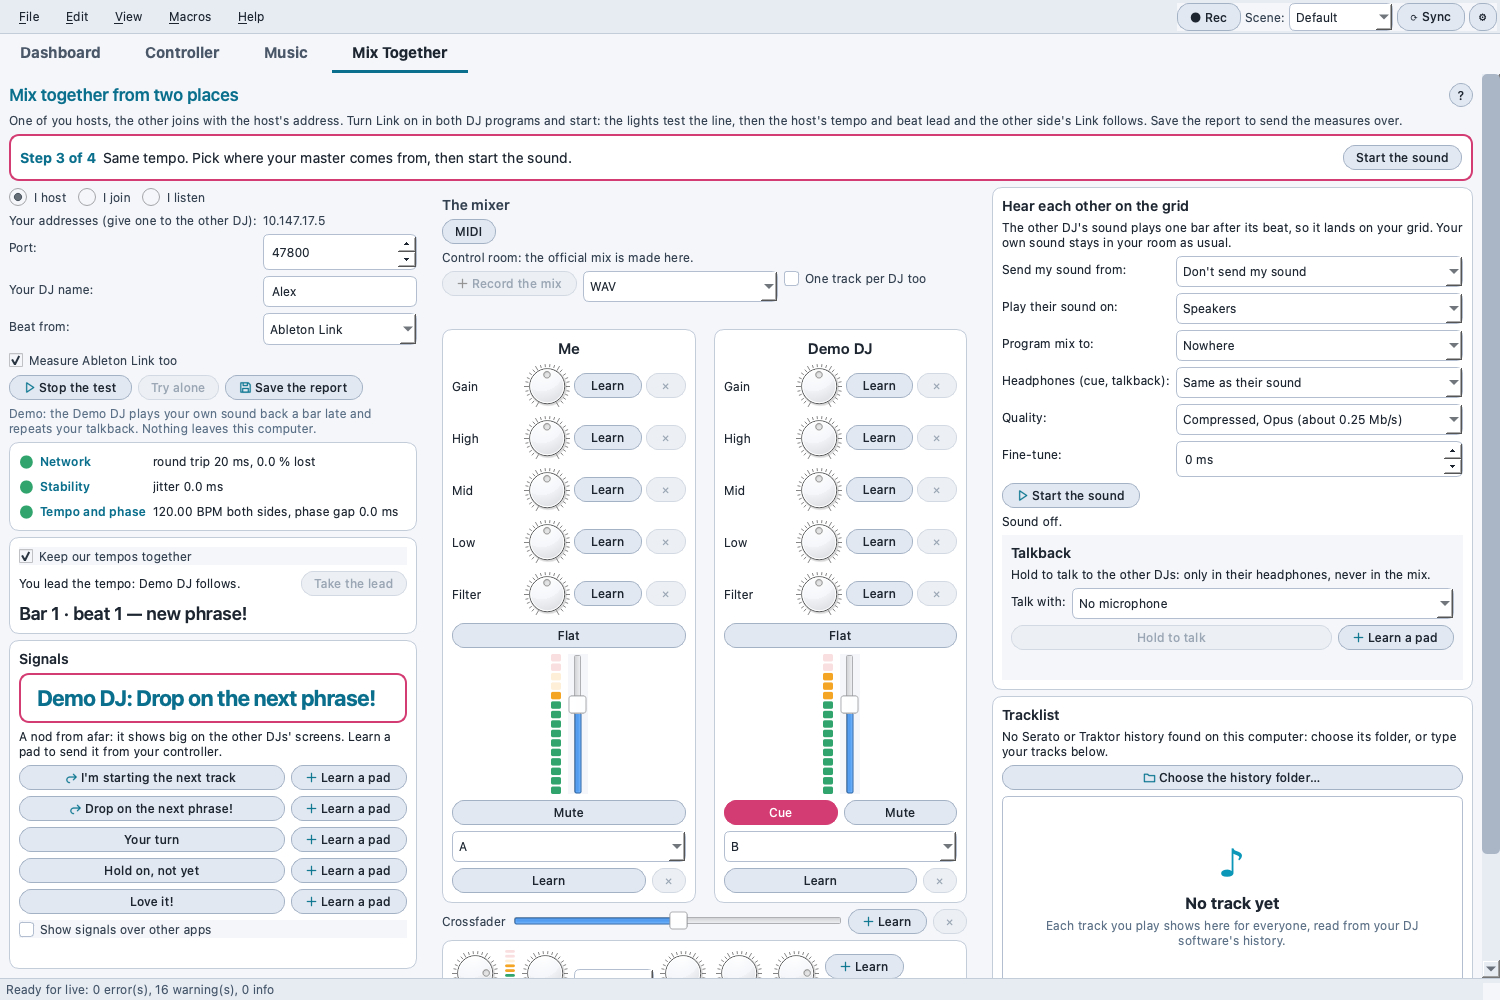 File Edit View Macros Help
Rec Scene: Default Sync
Dashboard Controller Music Mix Together
Mix together from two places
?
One of you hosts, the other joins with the host's address. Turn Link on in both DJ programs and start: the lights test the line, then the host's tempo and beat lead and the other side's Link follows. Save the report to send the measures over.
Step 3 of 4 Same tempo. Pick where your master comes from, then start the sound.
Start the sound
I host I join I listen
Your addresses (give one to the other DJ): 10.147.17.5
Port: 47800
Your DJ name: Alex
Beat from: Ableton Link
Measure Ableton Link too
Stop the test Try alone Save the report
Demo: the Demo DJ plays your own sound back a bar late and
repeats your talkback. Nothing leaves this computer.
Network round trip 20 ms, 0.0 % lost
Stability jitter 0.0 ms
Tempo and phase 120.00 BPM both sides, phase gap 0.0 ms
Keep our tempos together
You lead the tempo: Demo DJ follows. Take the lead
Bar 1 · beat 1 — new phrase!
Signals
Demo DJ: Drop on the next phrase!
A nod from afar: it shows big on the other DJs' screens. Learn a
pad to send it from your controller.
I'm starting the next track + Learn a pad
Drop on the next phrase! + Learn a pad
Your turn + Learn a pad
Hold on, not yet + Learn a pad
Love it! + Learn a pad
Show signals over other apps
The mixer
MIDI
Control room: the official mix is made here.
+ Record the mix WAV One track per DJ too
Me
Gain Learn ×
High Learn ×
Mid Learn ×
Low Learn ×
Filter Learn ×
Flat
Mute
A
Learn ×
Demo DJ
Gain Learn ×
High Learn ×
Mid Learn ×
Low Learn ×
Filter Learn ×
Flat
Cue Mute
B
Learn ×
Crossfader + Learn ×
+ Learn
Hear each other on the grid
The other DJ's sound plays one bar after its beat, so it lands on your grid. Your
own sound stays in your room as usual.
Send my sound from: Don't send my sound
Play their sound on: Speakers
Program mix to: Nowhere
Headphones (cue, talkback): Same as their sound
Quality: Compressed, Opus (about 0.25 Mb/s)
Fine-tune: 0 ms
Start the sound
Sound off.
Talkback
Hold to talk to the other DJs: only in their headphones, never in the mix.
Talk with: No microphone
Hold to talk + Learn a pad
Tracklist
No Serato or Traktor history found on this computer: choose its folder, or type
your tracks below.
Choose the history folder...
No track yet
Each track you play shows here for everyone, read from your DJ
software's history.
Ready for live: 0 error(s), 16 warning(s), 0 info